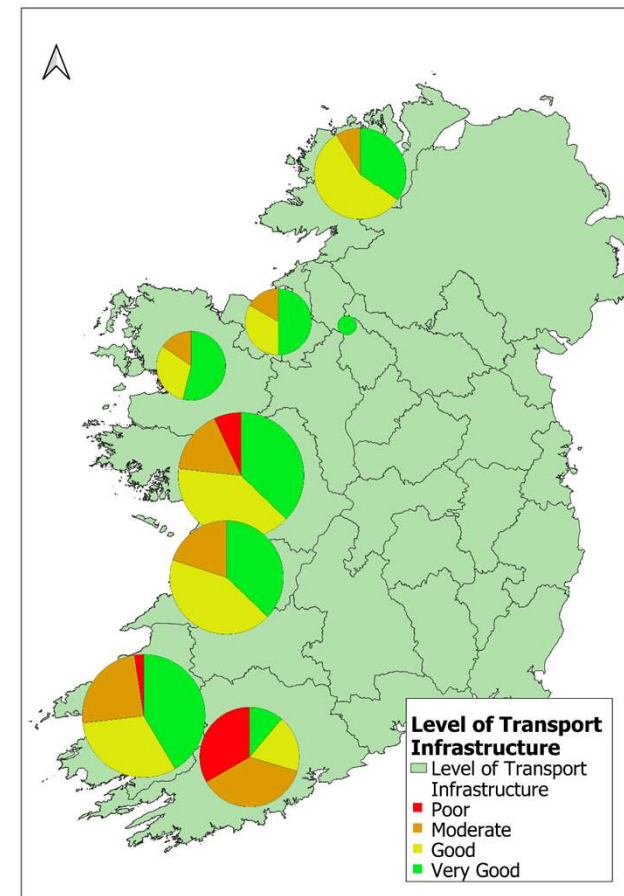 Level of Transport
Infrastructure
Level of Transport
Infrastructure
Poor
Moderate
Good
Very Good